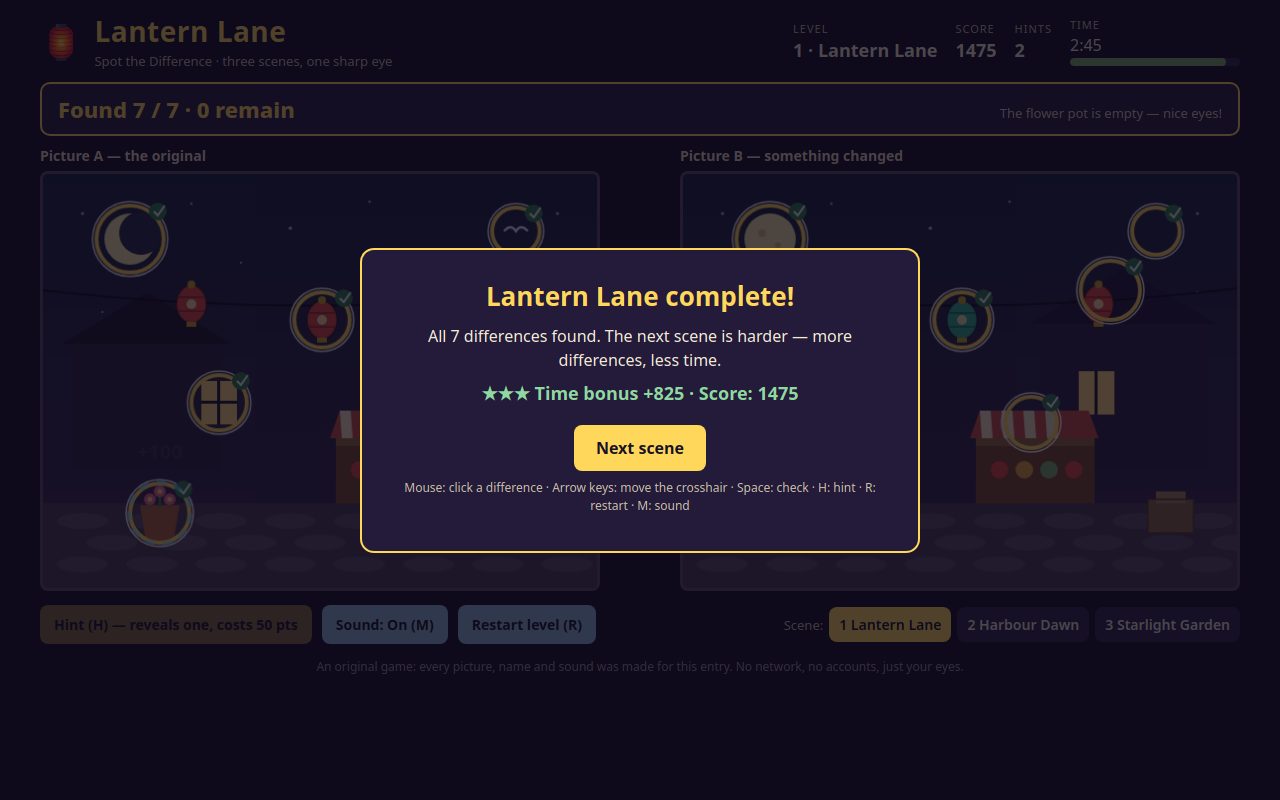 Lantern Lane
Spot the Difference · three scenes, one sharp eye
LEVEL
1 · Lantern Lane
SCORE
1475
HINTS
2
TIME
2:45
Found 7 / 7 · 0 remain
The flower pot is empty — nice eyes!
Picture A — the original
Picture B — something changed
+100
Lantern Lane complete!
All 7 differences found. The next scene is harder — more
differences, less time.
★★★ Time bonus +825 · Score: 1475
Next scene
Mouse: click a difference · Arrow keys: move the crosshair · Space: check · H: hint · R:
restart · M: sound
Hint (H) — reveals one, costs 50 pts
Sound: On (M)
Restart level (R)
Scene:
1 Lantern Lane
2 Harbour Dawn
3 Starlight Garden
An original game: every picture, name and sound was made for this entry. No network, no accounts, just your eyes.